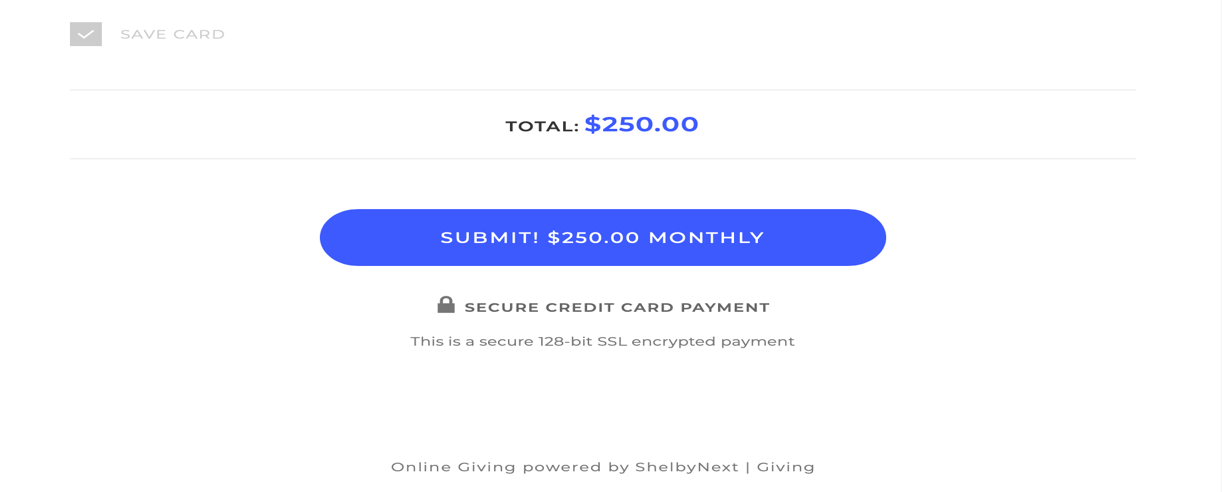 SAVE CARD
TOTAL: $250.00
SUBMIT! $250.00 MONTHLY
SECURE CREDIT CARD PAYMENT
This is a secure 128-bit SSL encrypted payment
Online Giving powered by ShelbyNext | Giving